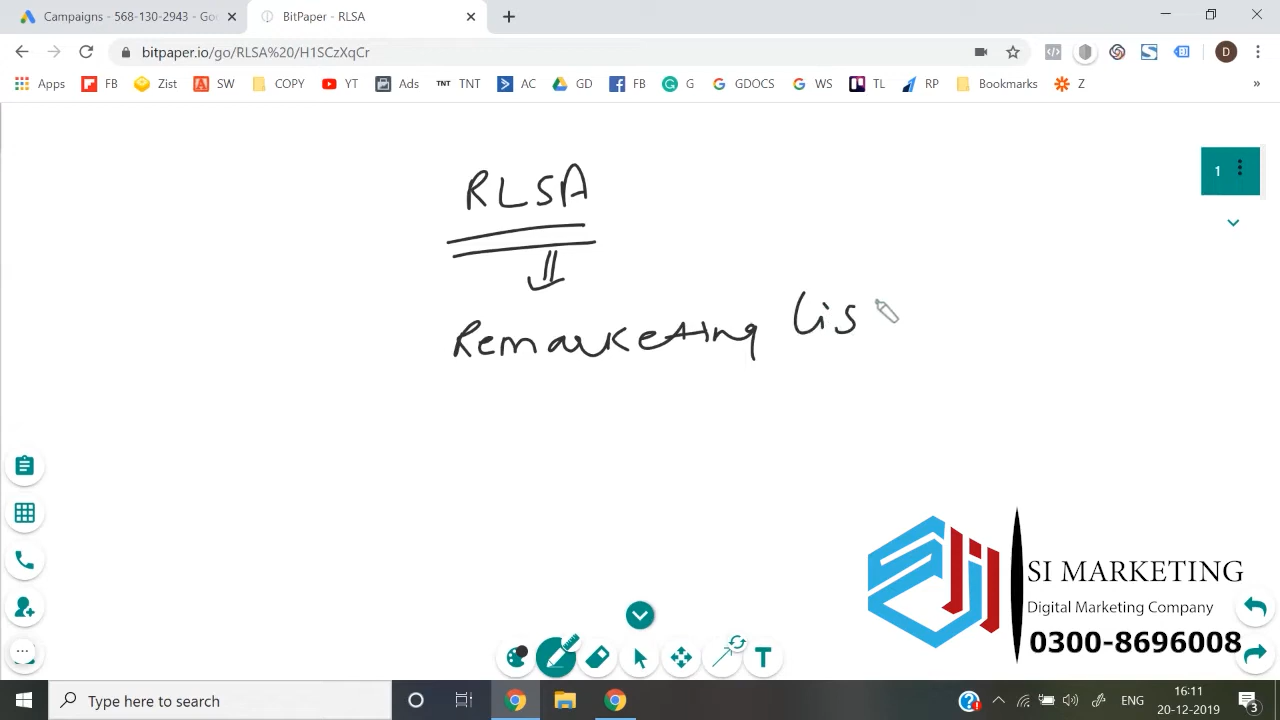 Campaigns - 568-130-2943 - Go
BitPaper - RLSA
bitpaper.io/go/RLSA%20/H1SCzXqCr
D
Apps FB Zist SW COPY YT Ads TNT TNT AC GD FB G GDOCS WS TL RP Bookmarks Z »
1
RLSA
Remarketing Lis
SI MARKETING
Digital Marketing Company
0300-8696008
T
Type here to search
ENG
16:11
20-12-2019
3